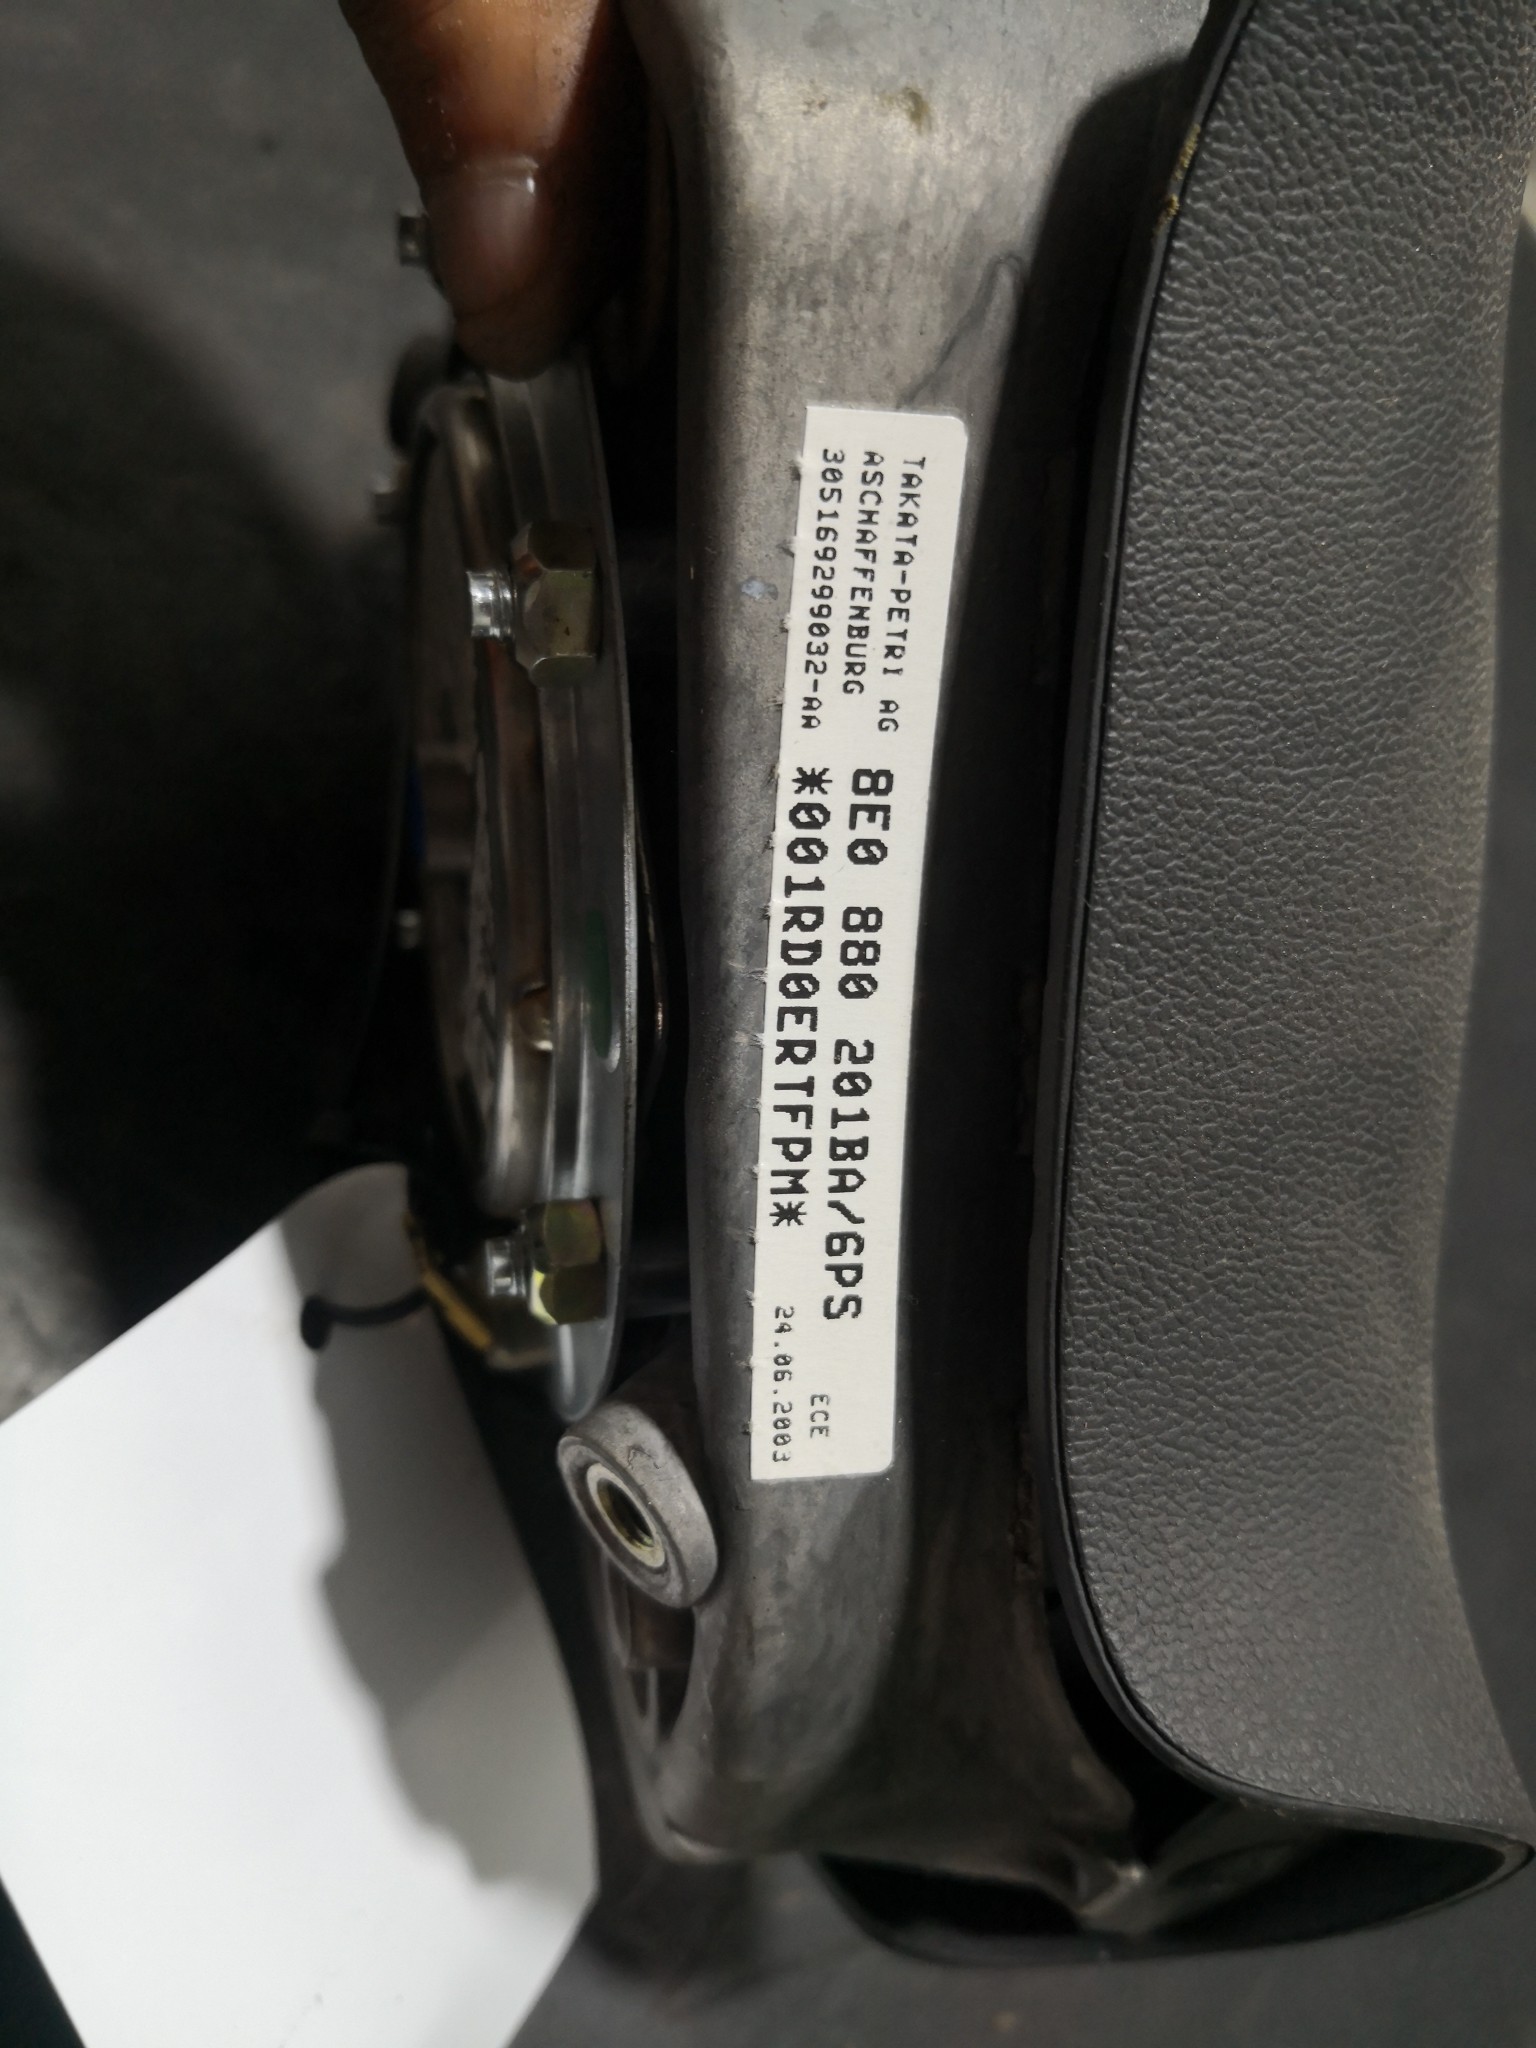 TAKATA-PETRI AG
ASCHAFFENBURG
305169299032-AA
8E0 880 201BA/6PS
*001RD0ERTFPM*
ECE
24.06.2003